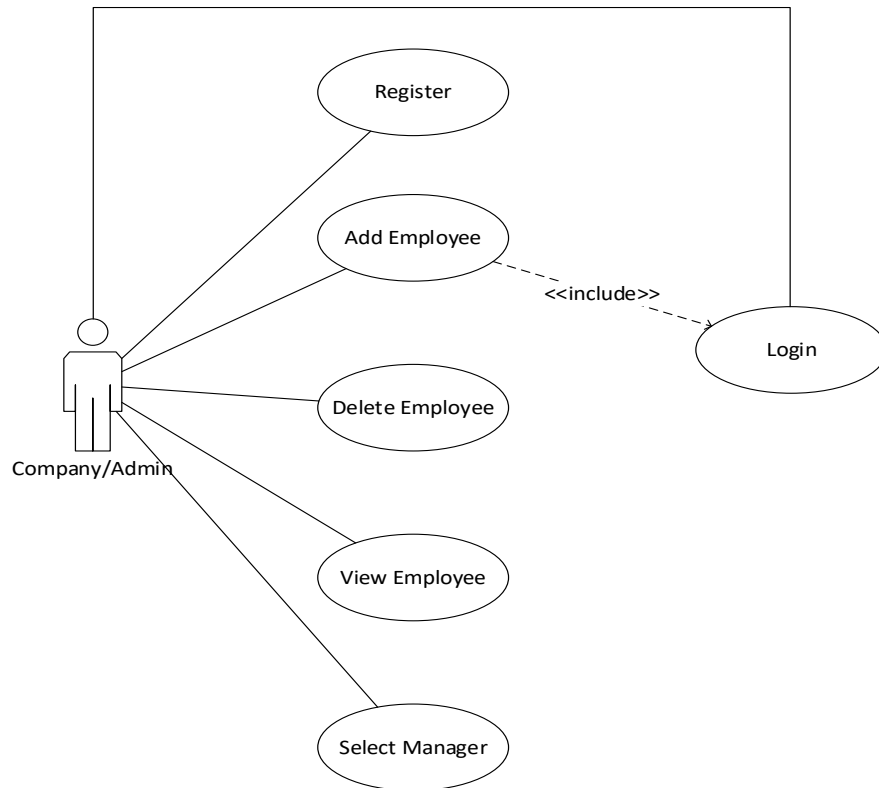 Register
Add Employee
<<include>>
Login
Delete Employee
Company/Admin
View Employee
Select Manager